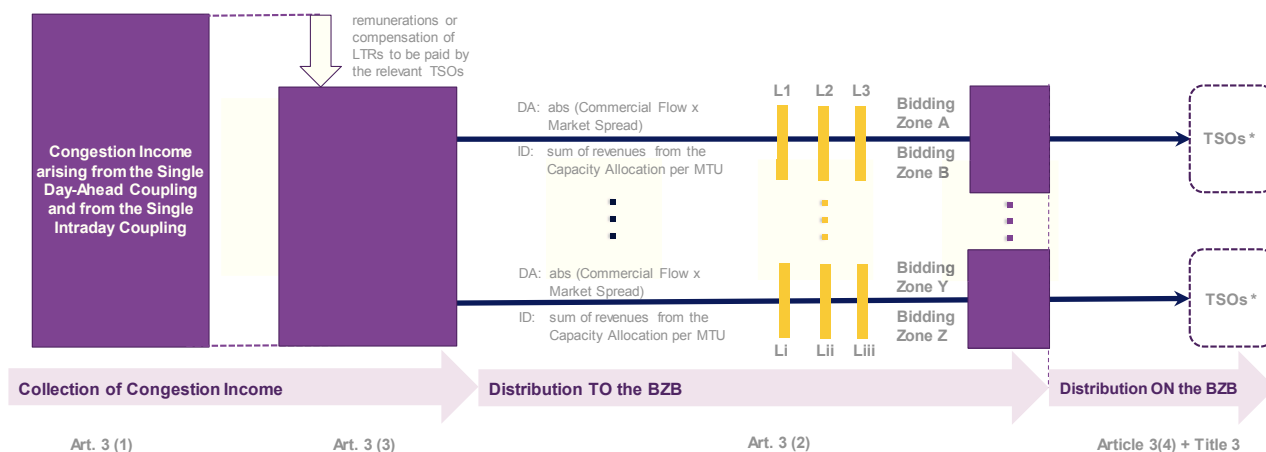 remunerations or
compensation of
LTRs to be paid by
the relevant TSOs
Congestion Income
arising from the Single
Day-Ahead Coupling
and from the Single
Intraday Coupling
DA: abs (Commercial Flow x
Market Spread)
ID: sum of revenues from the
Capacity Allocation per MTU
L1 L2 L3
Bidding
Zone A
Bidding
Zone B
TSOs *
DA: abs (Commercial Flow x
Market Spread)
ID: sum of revenues from the
Capacity Allocation per MTU
Li Lii Liii
Bidding
Zone Y
Bidding
Zone Z
TSOs *
Collection of Congestion Income
Distribution TO the BZB
Distribution ON the BZB
Art. 3 (1)
Art. 3 (3)
Art. 3 (2)
Article 3(4) + Title 3